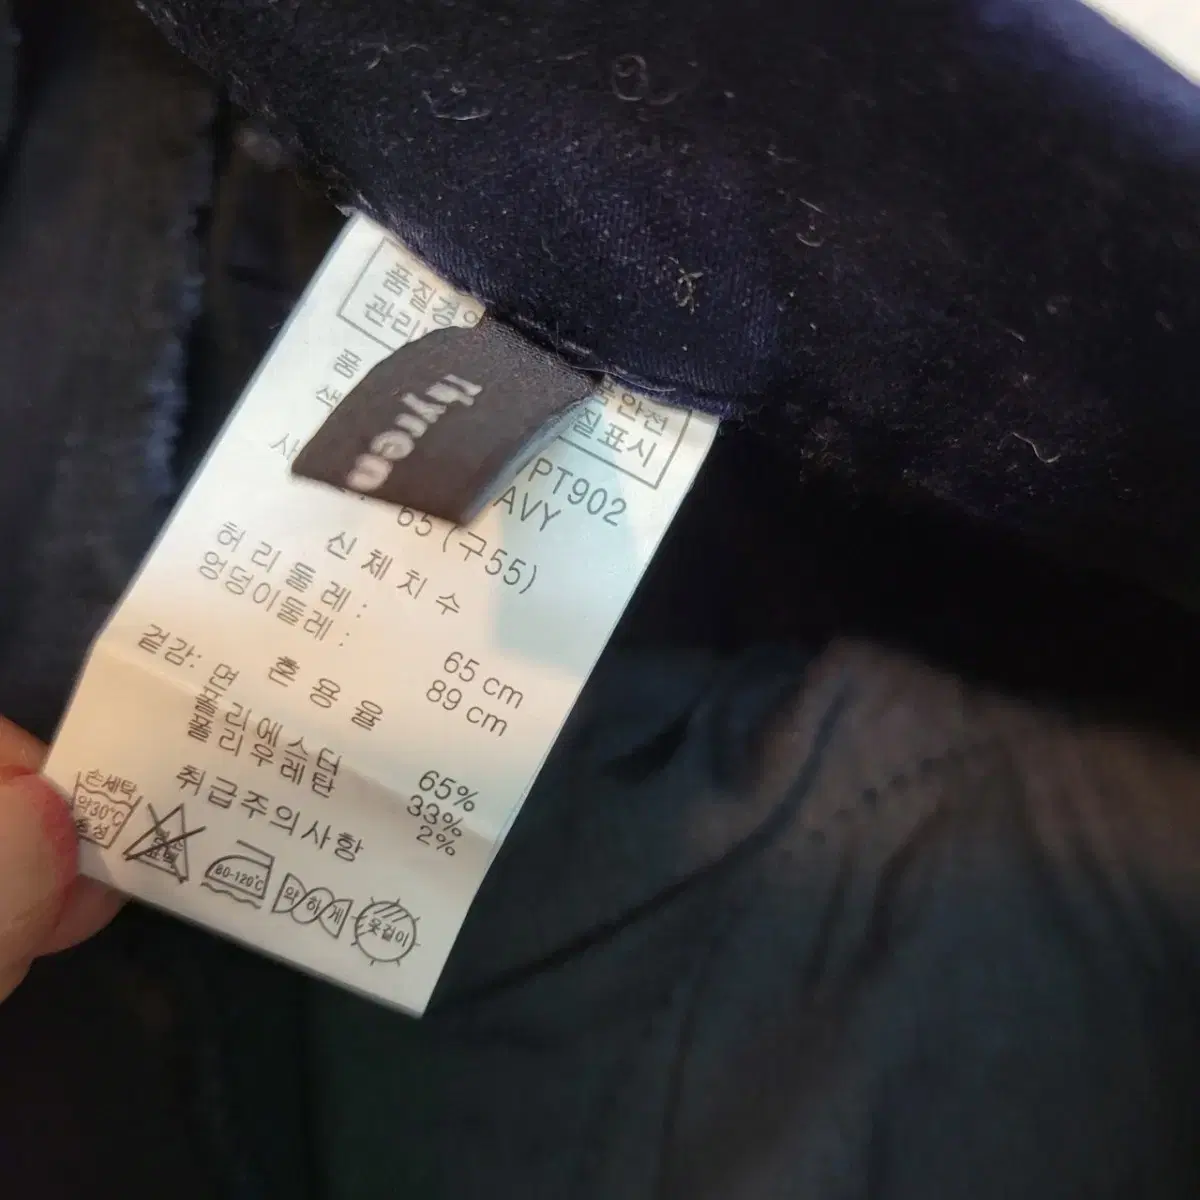 품질경
관리
안전
질표시
품
색
사
PT902
AVY
65 (구55)
신 체 치 수
허 리 둘 레 : 65 cm
엉덩이둘레 : 89 cm
혼 용 율
겉감: 면 65%
폴리에스터 33%
폴리우레탄 2%
취급주의사항
손세탁
약30℃
중성
80-120℃
약하게
옷걸이